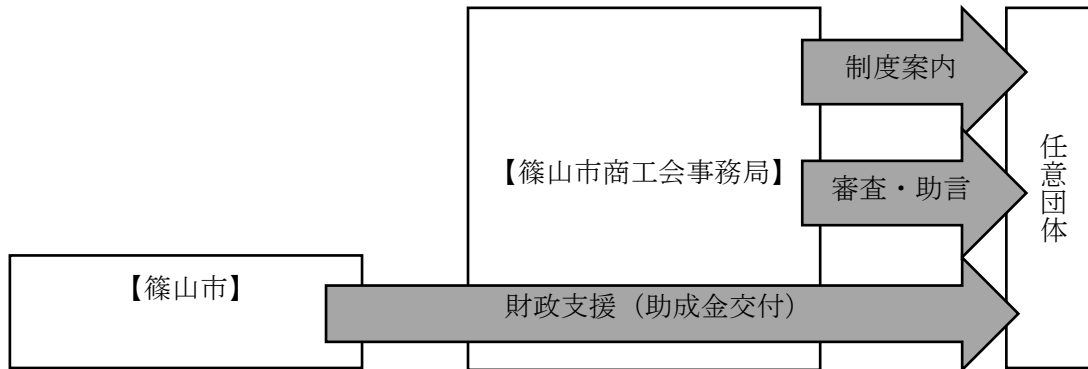 制度案内
【篠山市商工会事務局】
審査・助言
任意団体
【篠山市】
財政支援（助成金交付）